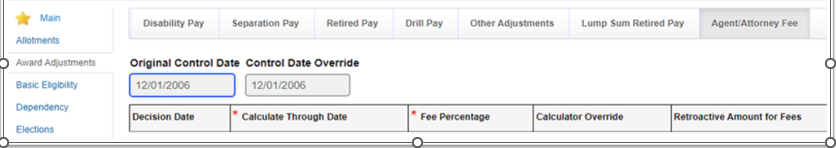 Main
Allotments
Award Adjustments
Basic Eligibility
Dependency
Elections
Disability Pay Separation Pay Retired Pay Drill Pay Other Adjustments Lump Sum Retired Pay Agent/Attorney Fee
Original Control Date Control Date Override
12/01/2006 12/01/2006
Decision Date * Calculate Through Date * Fee Percentage Calculator Override Retroactive Amount for Fees